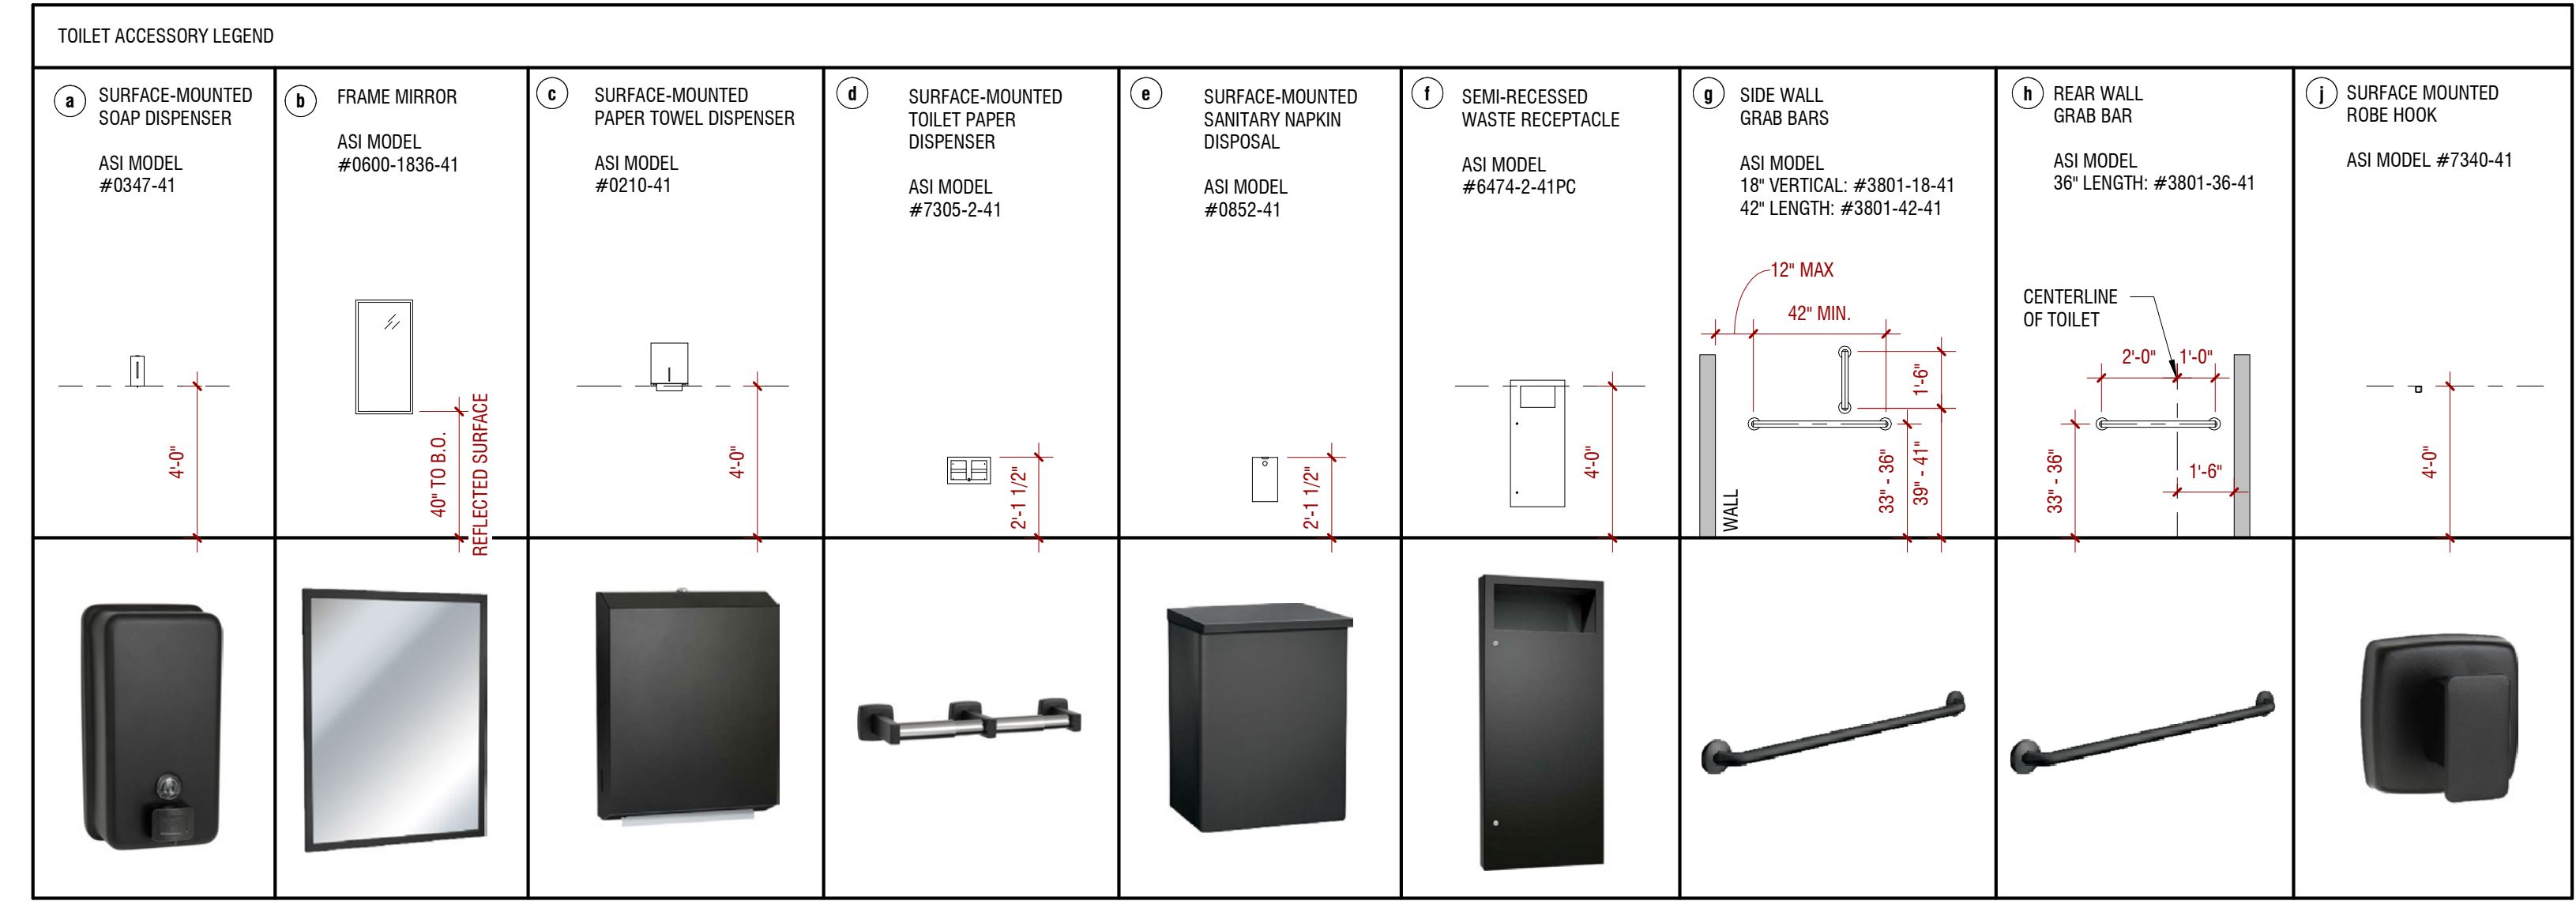 TOILET ACCESSORY LEGEND
a
SURFACE-MOUNTED
SOAP DISPENSER
ASI MODEL
#0347-41
4'-0"
b
FRAME MIRROR
ASI MODEL
#0600-1836-41
40" TO B.O.
REFLECTED SURFACE
c
SURFACE-MOUNTED
PAPER TOWEL DISPENSER
ASI MODEL
#0210-41
4'-0"
d
SURFACE-MOUNTED
TOILET PAPER
DISPENSER
ASI MODEL
#7305-2-41
2'-1 1/2"
e
SURFACE-MOUNTED
SANITARY NAPKIN
DISPOSAL
ASI MODEL
#0852-41
2'-1 1/2"
f
SEMI-RECESSED
WASTE RECEPTACLE
ASI MODEL
#6474-2-41PC
4'-0"
g
SIDE WALL
GRAB BARS
ASI MODEL
18" VERTICAL: #3801-18-41
42" LENGTH: #3801-42-41
12" MAX
42" MIN.
1'-6"
33" - 36"
39" - 41"
WALL
h
REAR WALL
GRAB BAR
ASI MODEL
36" LENGTH: #3801-36-41
CENTERLINE
OF TOILET
2'-0"
1'-0"
33" - 36"
1'-6"
j
SURFACE MOUNTED
ROBE HOOK
ASI MODEL #7340-41
4'-0"